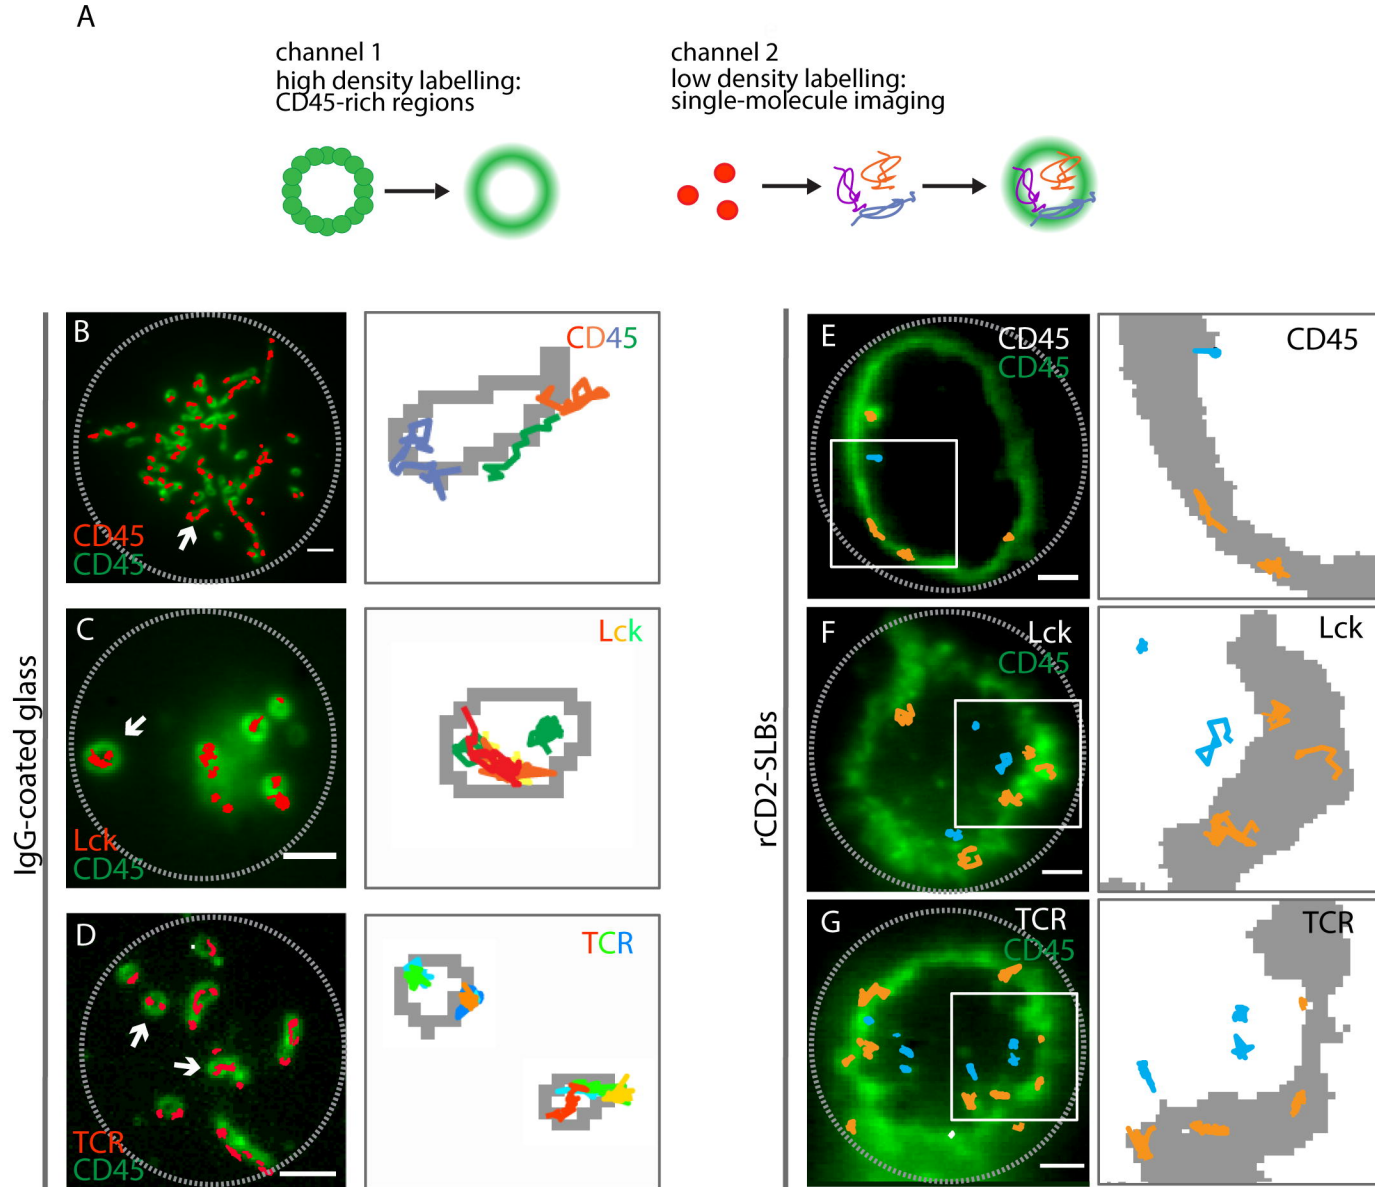 A
channel 1
high density labelling:
CD45-rich regions
channel 2
low density labelling:
single-molecule imaging
IgG-coated glass
B
CD45
CD45
CD45
C
Lck
CD45
Lck
D
TCR
CD45
TCR
rCD2-SLBs
E
CD45
CD45
CD45
F
Lck
CD45
Lck
G
TCR
CD45
TCR